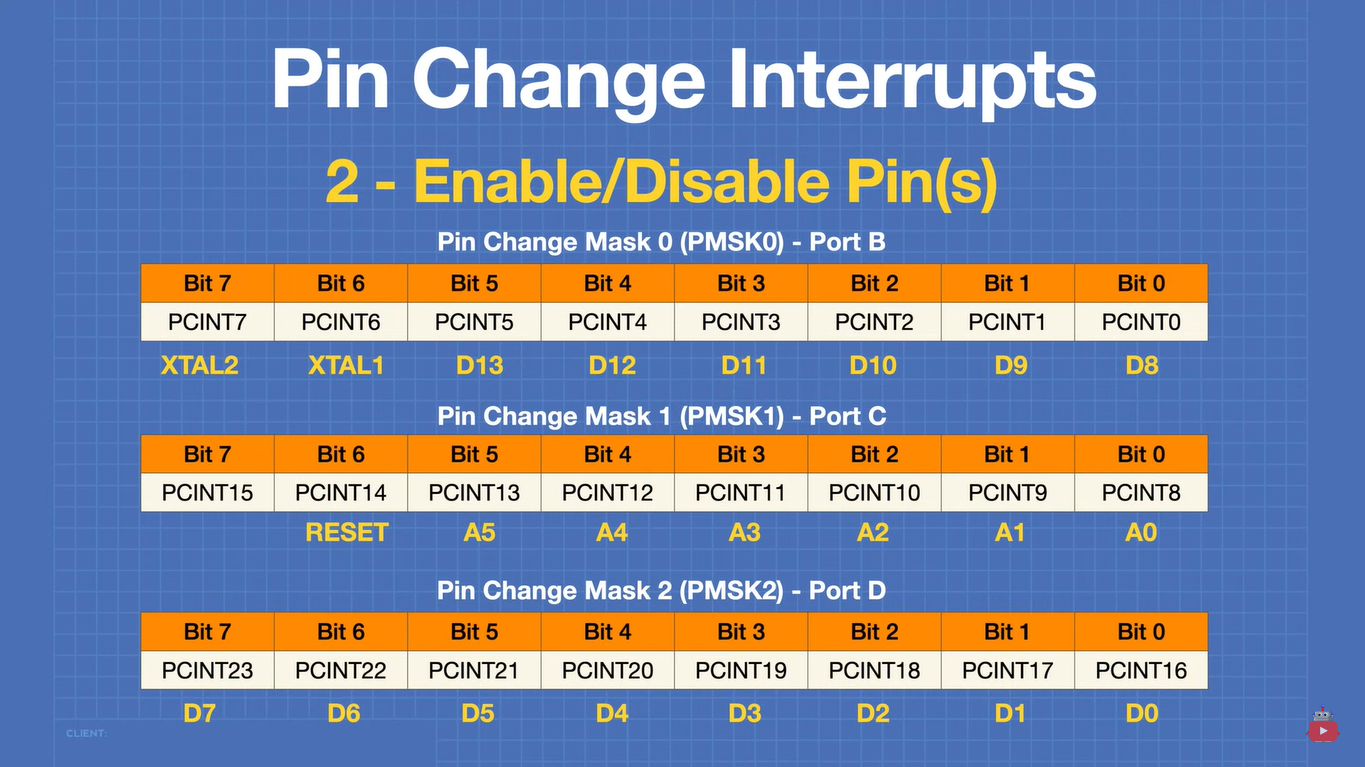 Pin Change Interrupts
2 - Enable/Disable Pin(s)
Pin Change Mask 0 (PMSK0) - Port B
Bit 7 Bit 6 Bit 5 Bit 4 Bit 3 Bit 2 Bit 1 Bit 0
PCINT7 PCINT6 PCINT5 PCINT4 PCINT3 PCINT2 PCINT1 PCINT0
XTAL2 XTAL1 D13 D12 D11 D10 D9 D8
Pin Change Mask 1 (PMSK1) - Port C
Bit 7 Bit 6 Bit 5 Bit 4 Bit 3 Bit 2 Bit 1 Bit 0
PCINT15 PCINT14 PCINT13 PCINT12 PCINT11 PCINT10 PCINT9 PCINT8
RESET A5 A4 A3 A2 A1 A0
Pin Change Mask 2 (PMSK2) - Port D
Bit 7 Bit 6 Bit 5 Bit 4 Bit 3 Bit 2 Bit 1 Bit 0
PCINT23 PCINT22 PCINT21 PCINT20 PCINT19 PCINT18 PCINT17 PCINT16
D7 D6 D5 D4 D3 D2 D1 D0
CLIENT: